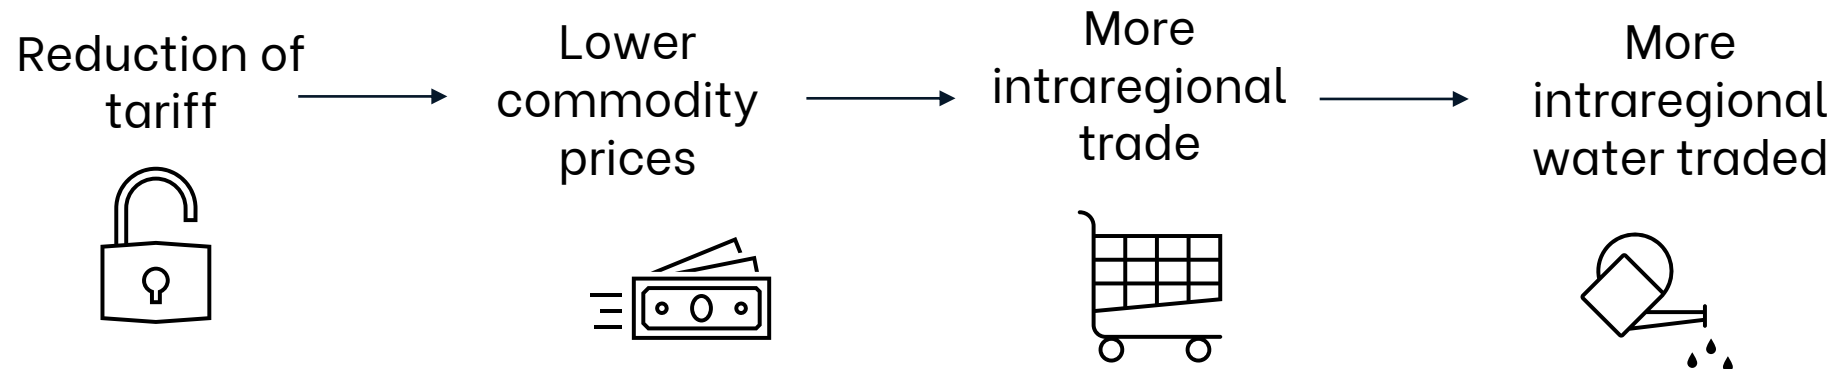 Reduction of
tariff
Lower
commodity
prices
More
intraregional
trade
More
intraregional
water traded